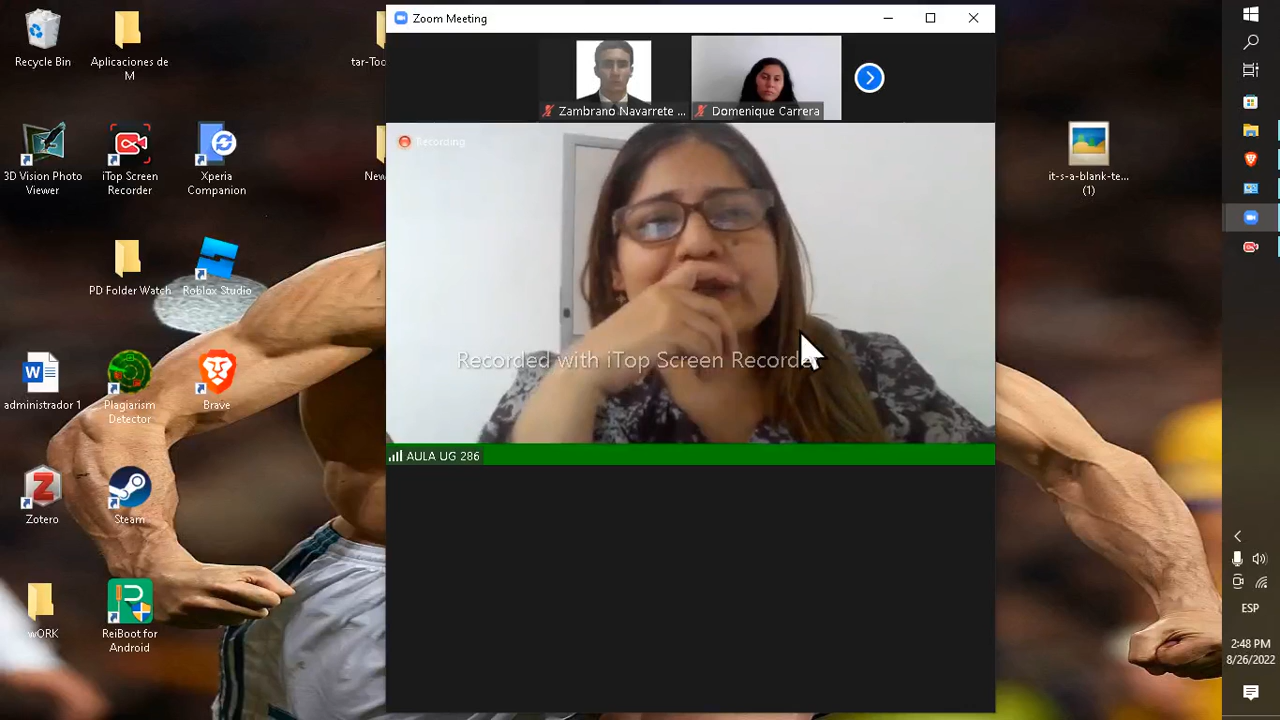 Zoom Meeting
Recycle Bin
Aplicaciones de
M
tar-Too
Zambrano Navarrete ...
Domenique Carrera
Recording
3D Vision Photo
Viewer
iTop Screen
Recorder
Xperia
Companion
New
it-s-a-blank-te...
(1)
PD Folder Watch
Roblox Studio
Recorded with iTop Screen Recorder
W
administrador 1
Plagiarism
Detector
Brave
AULA UG 286
Z
Zotero
Steam
wORK
ReiBoot for
Android
ESP
2:48 PM
8/26/2022